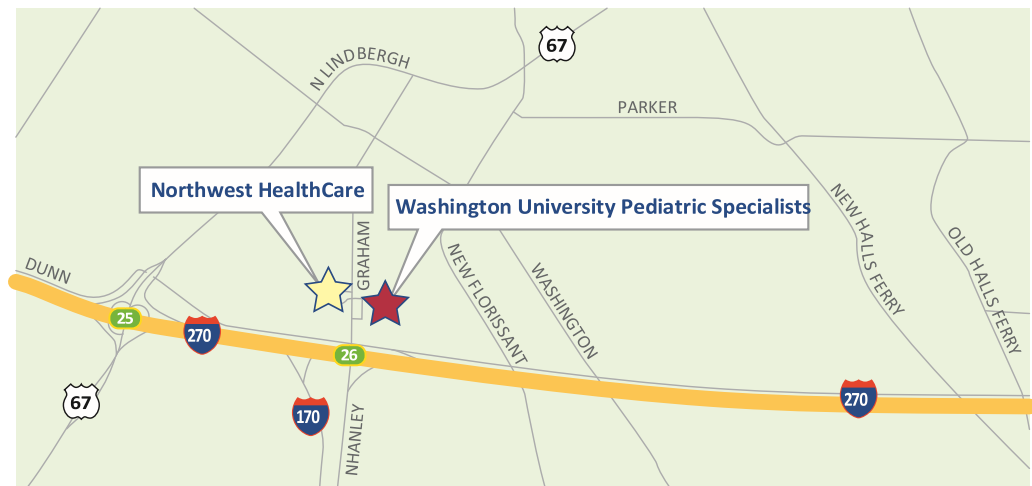 67
N LINDBERGH
PARKER
Northwest HealthCare
Washington University Pediatric Specialists
GRAHAM
NEW HALLS FERRY
OLD HALLS FERRY
DUNN
NEW FLORISSANT
WASHINGTON
25
270
26
67
170
270
NHANLEY